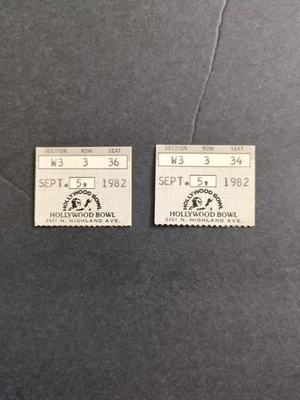 SECTION ROW SEAT
W3 3 36
SEPT. 5, 1982
HOLLYWOOD BOWL
HOLLYWOOD BOWL
2301 N. HIGHLAND AVE.
SECTION ROW SEAT
W3 3 34
SEPT. 5, 1982
HOLLYWOOD BOWL
HOLLYWOOD BOWL
2301 N. HIGHLAND AVE.